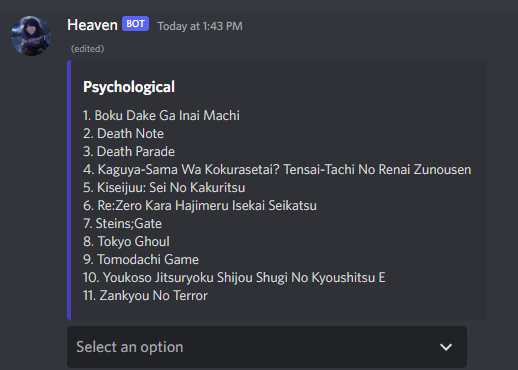 Heaven BOT Today at 1:43 PM
(edited)
Psychological
1. Boku Dake Ga Inai Machi
2. Death Note
3. Death Parade
4. Kaguya-Sama Wa Kokurasetai? Tensai-Tachi No Renai Zunousen
5. Kiseijuu: Sei No Kakuritsu
6. Re:Zero Kara Hajimeru Isekai Seikatsu
7. Steins;Gate
8. Tokyo Ghoul
9. Tomodachi Game
10. Youkoso Jitsuryoku Shijou Shugi No Kyoushitsu E
11. Zankyou No Terror
Select an option